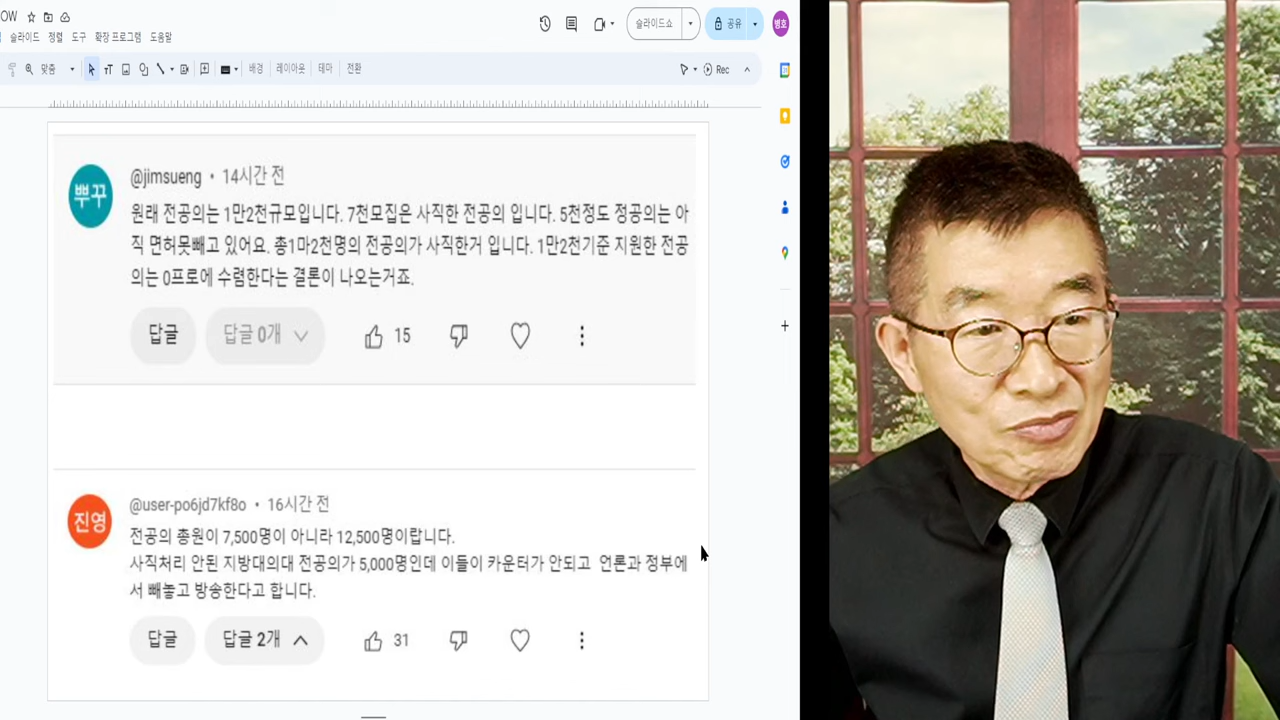 OW
슬라이드 정렬 도구 확장 프로그램 도움말
슬라이드쇼
공유
병호
맞춤
배경 레이아웃 테마 전환
Rec
뿌꾸
@jimsueng • 14시간 전
원래 전공의는 1만2천규모입니다. 7천모집은 사직한 전공의 입니다. 5천정도 정공의는 아
직 면허못빼고 있어요. 총1마2천명의 전공의가 사직한거 입니다. 1만2천기준 지원한 전공
의는 0프로에 수렴한다는 결론이 나오는거죠.
답글 답글 0개 15
진영
@user-po6jd7kf8o • 16시간 전
전공의 총원이 7,500명이 아니라 12,500명이랍니다.
사직처리 안된 지방대의대 전공의가 5,000명인데 이들이 카운터가 안되고 언론과 정부에
서 빼놓고 방송한다고 합니다.
답글 답글 2개 31